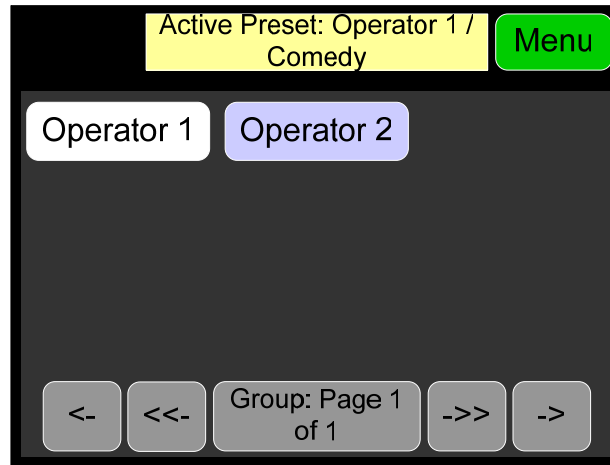 Active Preset: Operator 1 /
Comedy
Menu
Operator 1
Operator 2
<-
<<-
Group: Page 1
of 1
->>
->